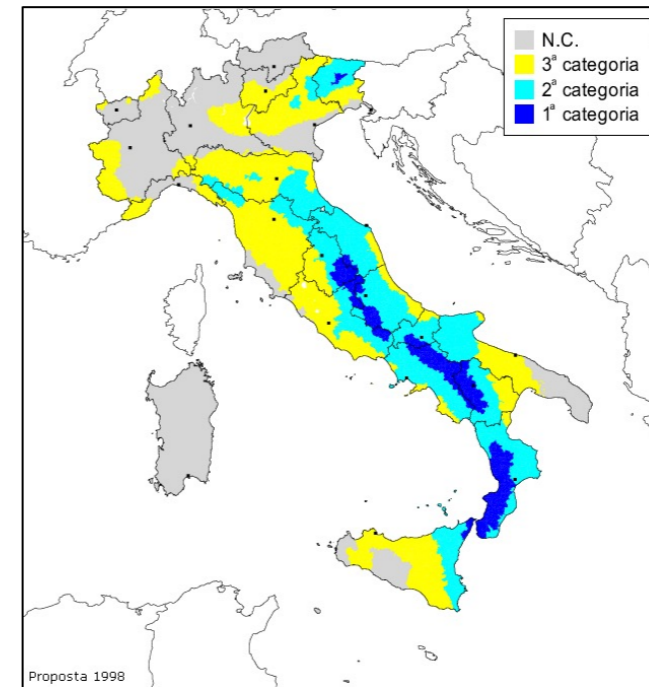 N.C.
3ª categoria
2ª categoria
1ª categoria
Proposta 1998